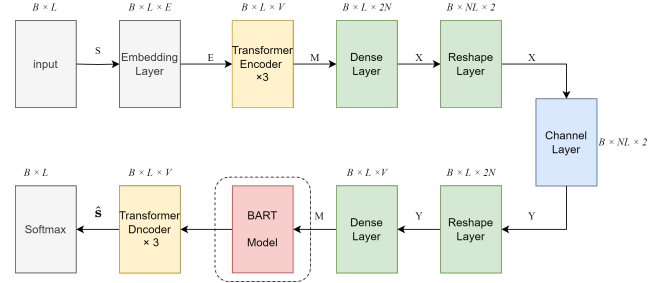 B × L
B × L × E
B × L × V
B × L × 2N
B × NL × 2
input
S
Embedding
Layer
E
Transformer
Encoder
×3
M
Dense
Layer
X
Reshape
Layer
X
Channel
Layer
B × NL × 2
B × L
B × L × V
B × L ×V
B × L × 2N
Softmax
ŝ
Transformer
Dncoder
× 3
BART
Model
M
Dense
Layer
Y
Reshape
Layer
Y